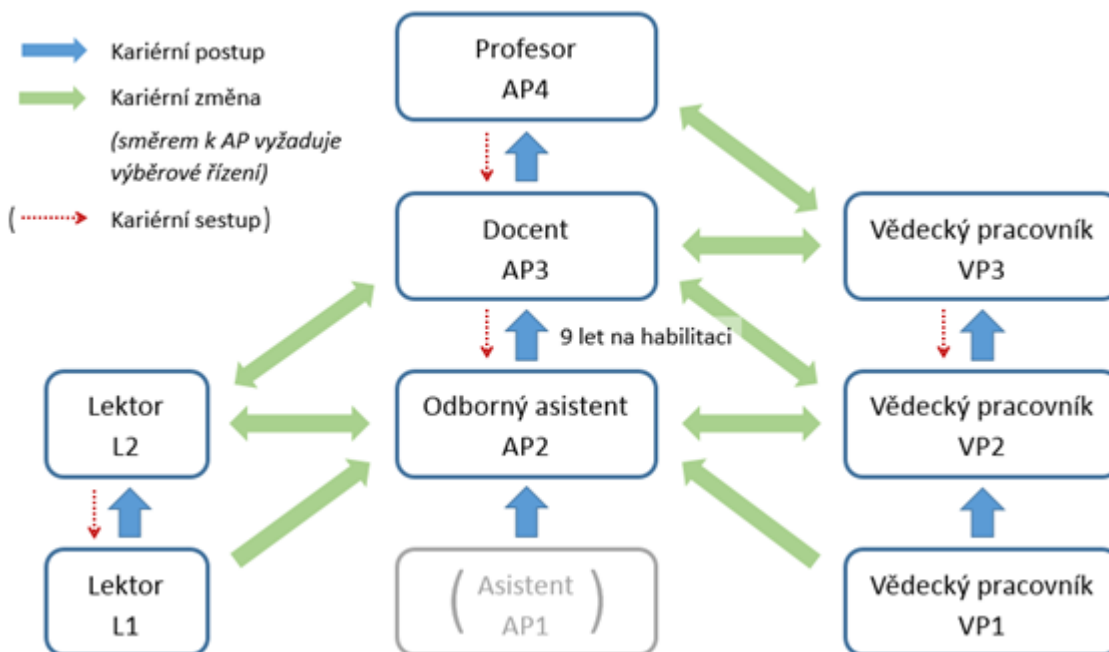 Kariérní postup
Kariérní změna
(směrem k AP vyžaduje
výběrové řízení)
( Kariérní sestup )
Profesor
AP4
Docent
AP3
Vědecký pracovník
VP3
9 let na habilitaci
Lektor
L2
Odborný asistent
AP2
Vědecký pracovník
VP2
Lektor
L1
( Asistent
AP1 )
Vědecký pracovník
VP1